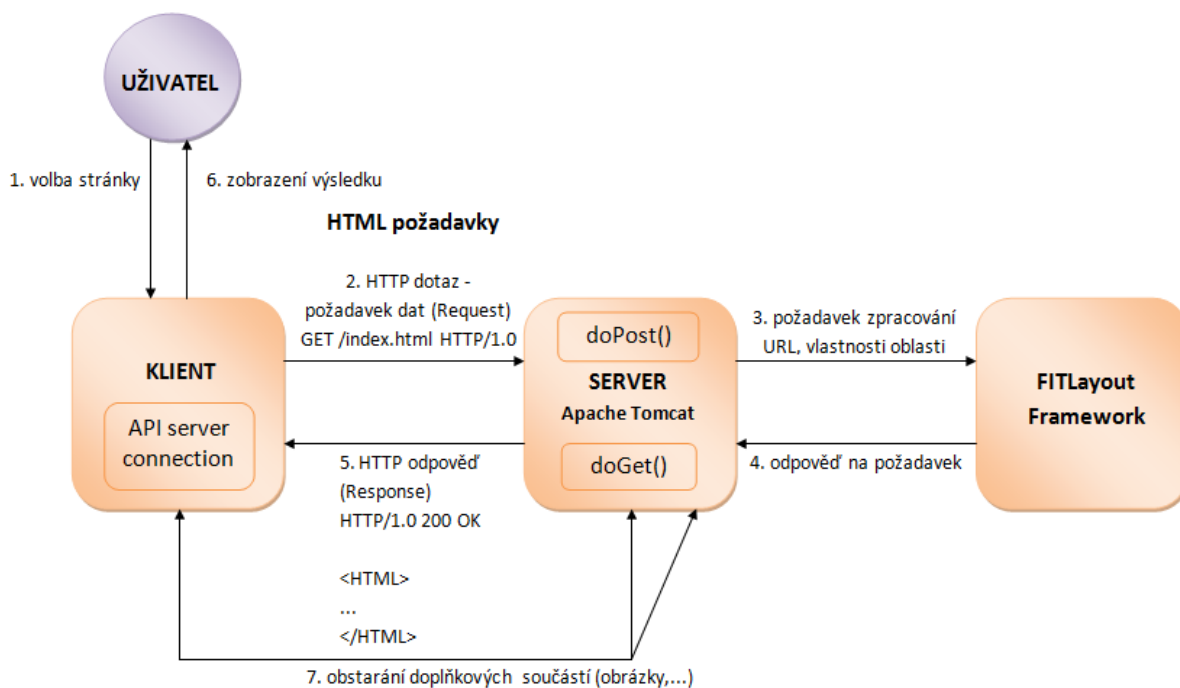 UŽIVATEL
1. volba stránky
6. zobrazení výsledku
HTML požadavky
2. HTTP dotaz -
požadavek dat (Request)
GET /index.html HTTP/1.0
KLIENT
API server
connection
doPost()
SERVER
Apache Tomcat
doGet()
3. požadavek zpracování
URL, vlastnosti oblasti
FITLayout
Framework
4. odpověď na požadavek
5. HTTP odpověď
(Response)
HTTP/1.0 200 OK
<HTML>
...
</HTML>
7. obstarání doplňkových součástí (obrázky,...)